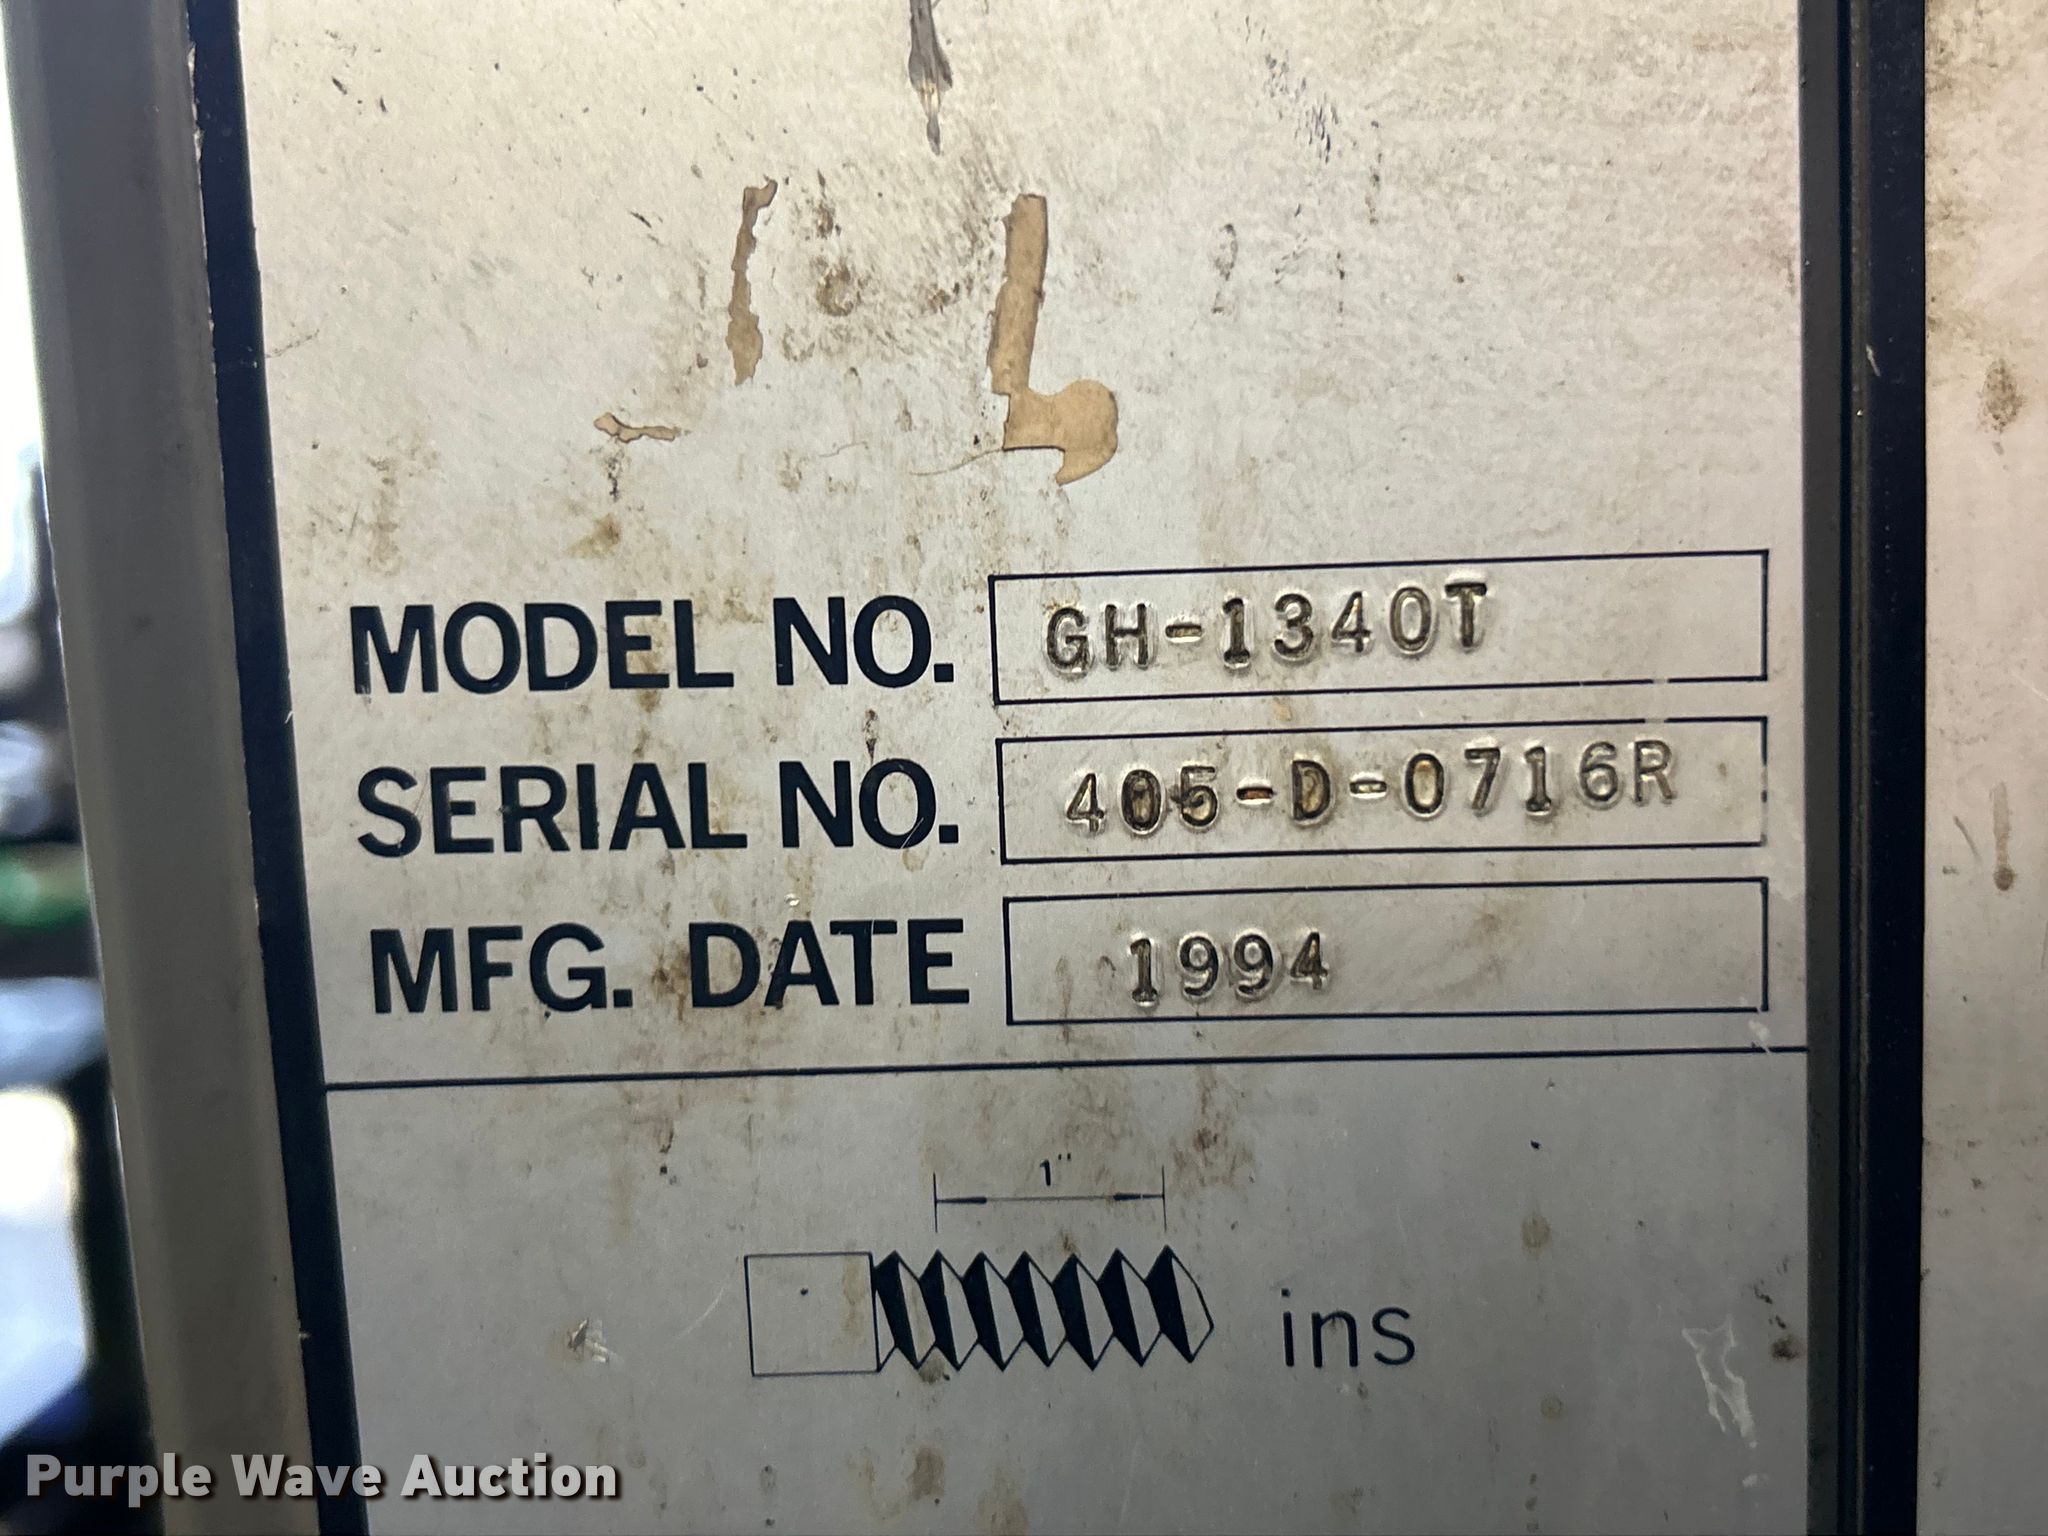 MODEL NO. GH-1340T
SERIAL NO. 405-D-0716R
MFG. DATE 1994
1"
ins
Purple Wave Auction